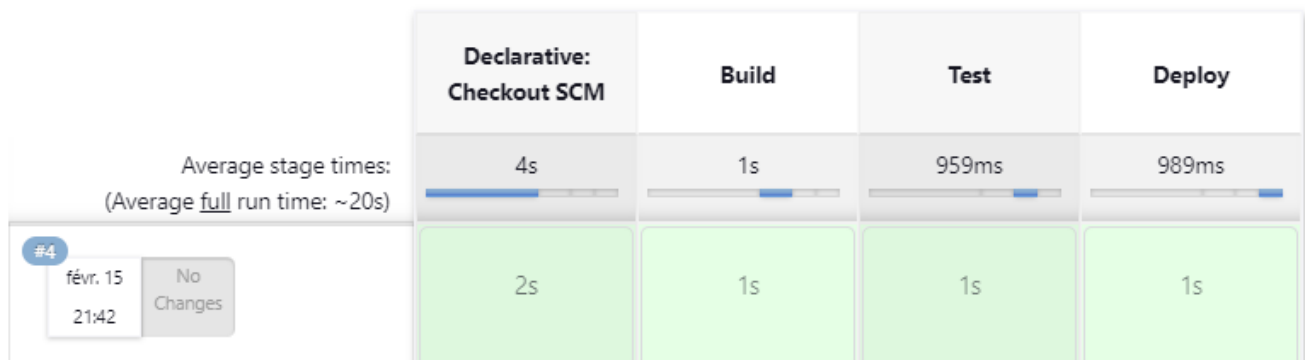 Declarative:
Checkout SCM
Build
Test
Deploy
Average stage times:
(Average full run time: ~20s)
4s
1s
959ms
989ms
#4
févr. 15
21:42
No
Changes
2s
1s
1s
1s